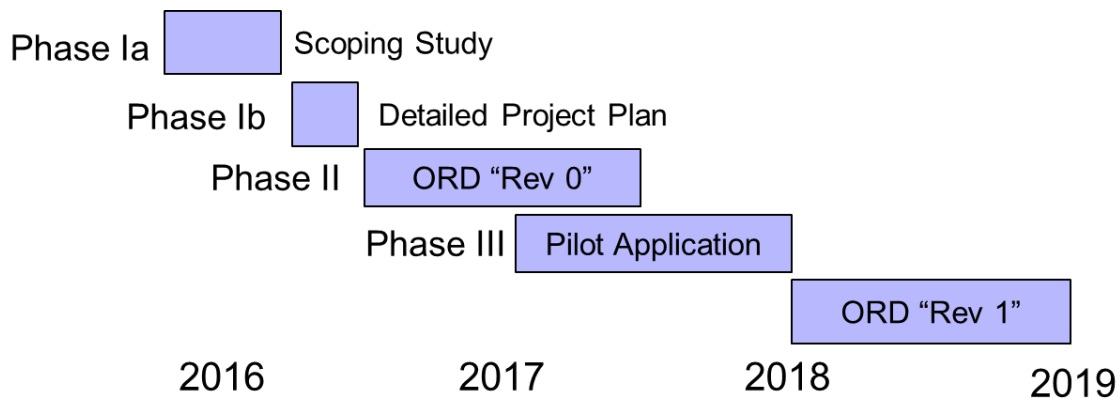 Phase Ia
Scoping Study
Phase Ib
Detailed Project Plan
Phase II
ORD “Rev 0”
Phase III
Pilot Application
ORD “Rev 1”
2016
2017
2018
2019